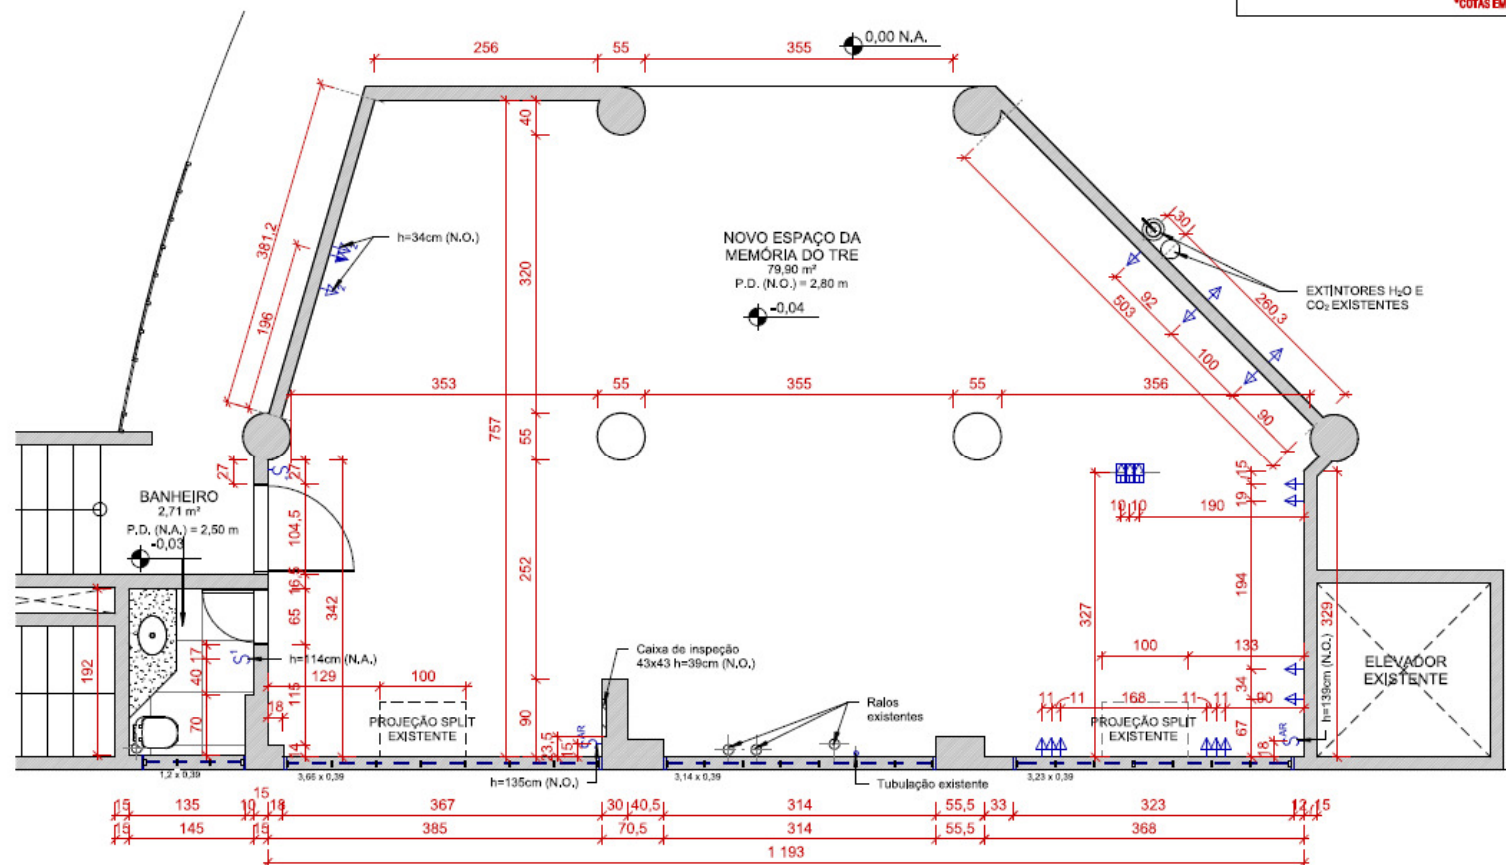 *COTAS EM
256
55
355
0,00 N.A.
40
381,2
h=34cm (N.O.)
NOVO ESPAÇO DA
MEMÓRIA DO TRE
79,90 m²
P.D. (N.O.) = 2,80 m
-0,04
30
EXTINTORES H₂O E
CO₂ EXISTENTES
320
196
92
503
260,3
100
353
55
355
55
356
90
757
55
27
S
27
15
BANHEIRO
2,71 m²
P.D. (N.A.) = 2,50 m
-0,03
19
10
10
190
104,5
252
16,5
342
65
327
194
329
192
17
S
h=114cm (N.A.)
40
129
100
115
Caixa de inspeção
43x43 h=39cm (N.O.)
100
133
34
ELEVADOR
EXISTENTE
h=139cm (N.O.)
70
18
14
PROJEÇÃO SPLIT
EXISTENTE
90
23,5
15
AR
Ralos
existentes
11
11
168
11
11
90
PROJEÇÃO SPLIT
EXISTENTE
67
18
AR
1,2 x 0,39
3,66 x 0,39
h=135cm (N.O.)
3,14 x 0,39
Tubulação existente
3,23 x 0,39
15
15
135
10
18
367
30
40,5
314
55,5
33
323
12
15
15
145
15
385
70,5
314
55,5
368
1 193